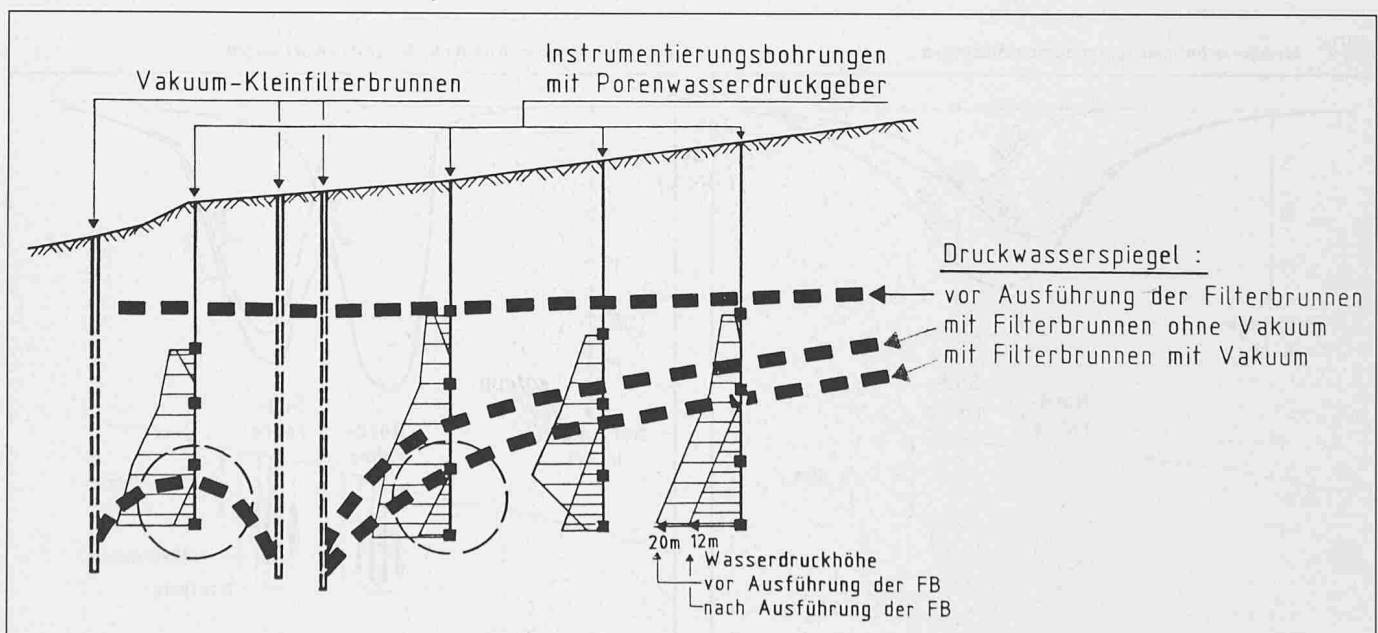 Instrumentierungsbohrungen
mit Porenwasserdruckgeber
Vakuum-Kleinfilterbrunnen
Druckwasserspiegel :
vor Ausführung der Filterbrunnen
mit Filterbrunnen ohne Vakuum
mit Filterbrunnen mit Vakuum
20m 12m
Wasserdruckhöhe
vor Ausführung der FB
nach Ausführung der FB